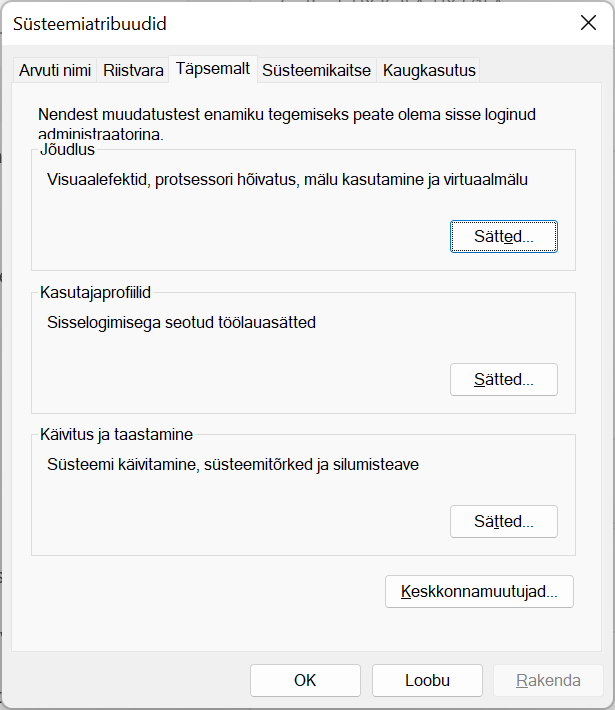 Süsteemiatribuudid
Arvuti nimi Riistvara Täpsemalt Süsteemikaitse Kaugkasutus
Nendest muudatustest enamiku tegemiseks peate olema sisse loginud
administraatorina.
Jõudlus
Visuaalefektid, protsessori hõivatus, mälu kasutamine ja virtuaalmälu
Sätted...
Kasutajaprofiilid
Sisselogimisega seotud töölauasätted
Sätted...
Käivitus ja taastamine
Süsteemi käivitamine, süsteemitõrked ja silumisteave
Sätted...
Keskkonnamuutujad...
OK Loobu Rakenda